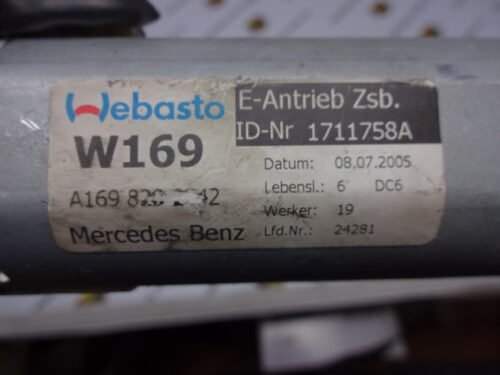 Webasto
W169
A169
Mercedes Benz
E-Antrieb Zsb.
ID-Nr 1711758A
Datum: 08.07.2005
Lebensl.: 6 DC6
Werker: 19
Lfd.Nr.: 24281